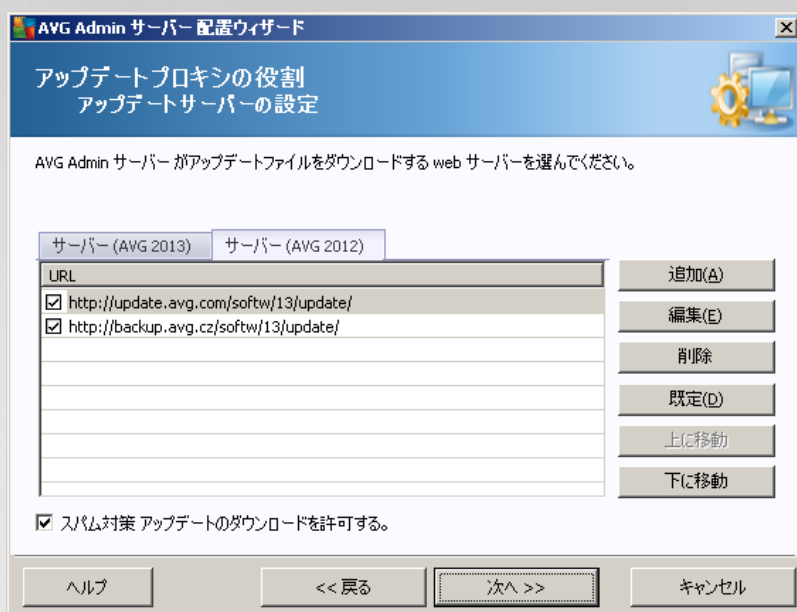 AVG Admin サーバー 配置ウィザード
アップデートプロキシの役割
アップデートサーバーの設定
AVG Admin サーバー がアップデートファイルをダウンロードする web サーバーを選んでください。
サーバー (AVG 2013)
サーバー (AVG 2012)
URL
http://update.avg.com/softw/13/update/
http://backup.avg.cz/softw/13/update/
追加(A)
編集(E)
削除
既定(D)
上に移動
下に移動
スパム対策 アップデートのダウンロードを許可する。
ヘルプ
<< 戻る
次へ >>
キャンセル